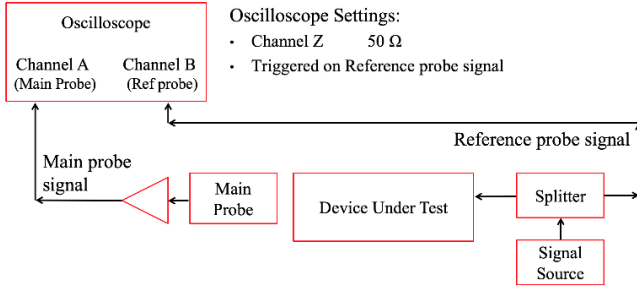 Oscilloscope
Channel A
(Main Probe)
Channel B
(Ref probe)
Oscilloscope Settings:
• Channel Z 50 Ω
• Triggered on Reference probe signal
Reference probe signal
Main probe
signal
Main
Probe
Device Under Test
Splitter
Signal
Source